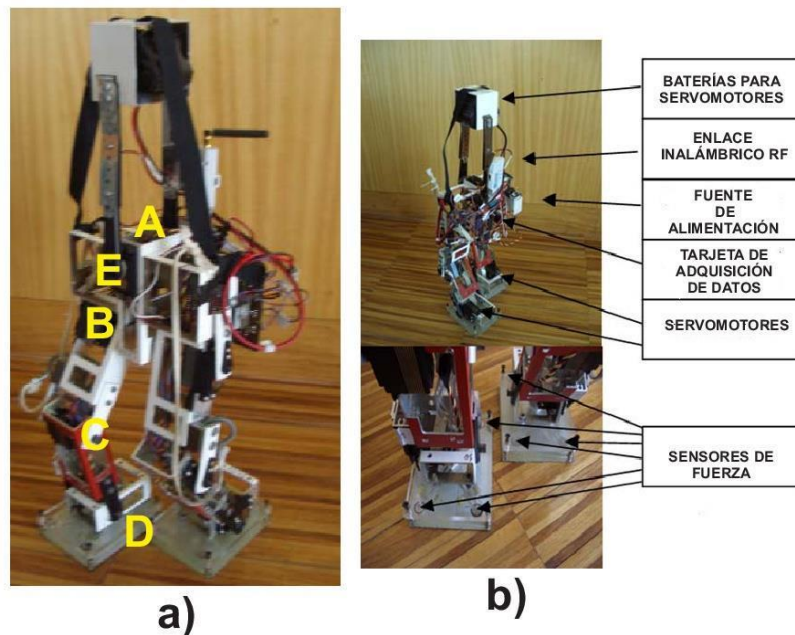 A
E
B
C
D
a)
BATERÍAS PARA
SERVOMOTORES
ENLACE
INALÁMBRICO RF
FUENTE
DE
ALIMENTACIÓN
TARJETA DE
ADQUISICIÓN
DE DATOS
SERVOMOTORES
SENSORES DE
FUERZA
b)